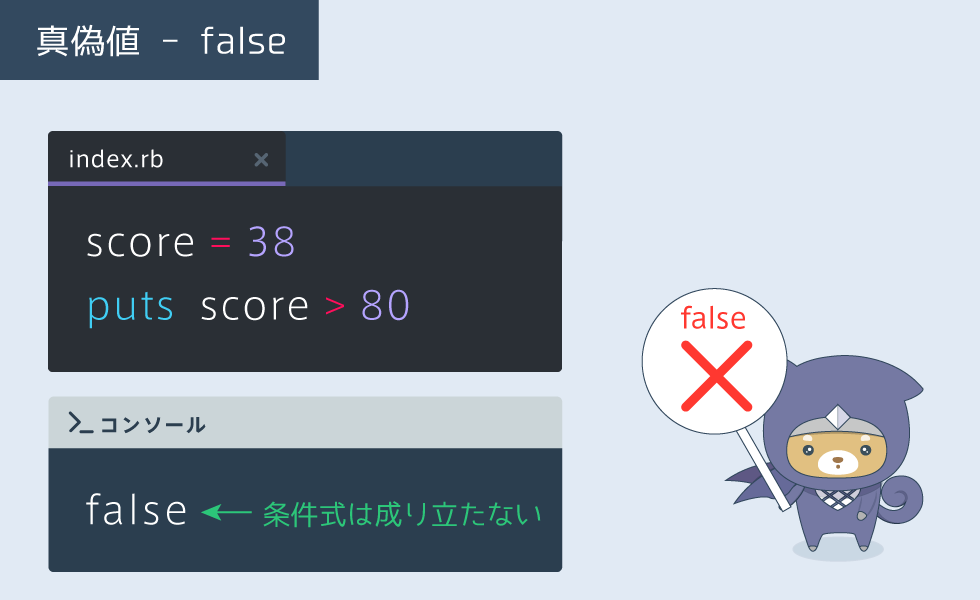 真偽値 - false
index.rb ×
score = 38
puts score > 80
>_コンソール
false ← 条件式は成り立たない
false